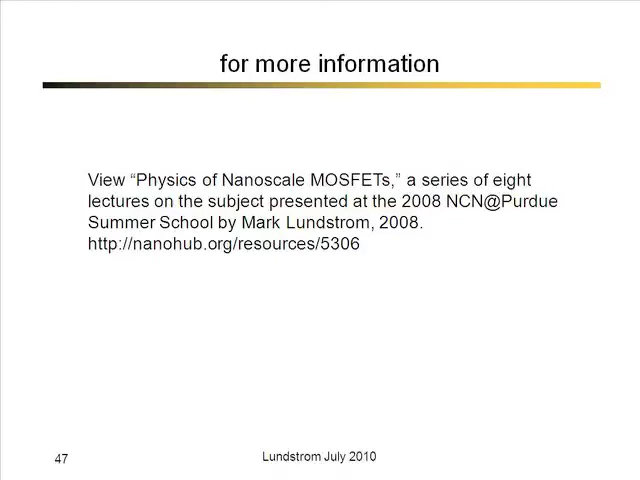 for more information
View “Physics of Nanoscale MOSFETs,” a series of eight
lectures on the subject presented at the 2008 NCN@Purdue
Summer School by Mark Lundstrom, 2008.
http://nanohub.org/resources/5306
47
Lundstrom July 2010